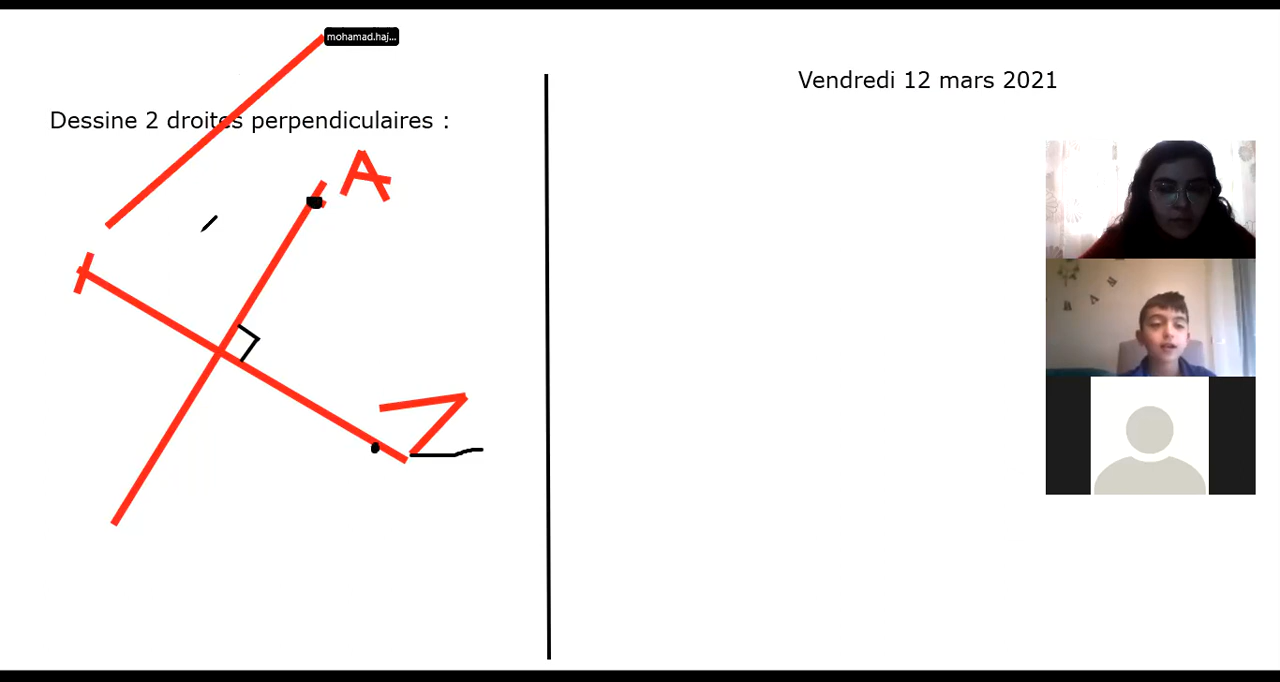 mohamad.haj...
Vendredi 12 mars 2021
Dessine 2 droites perpendiculaires :
A
Z